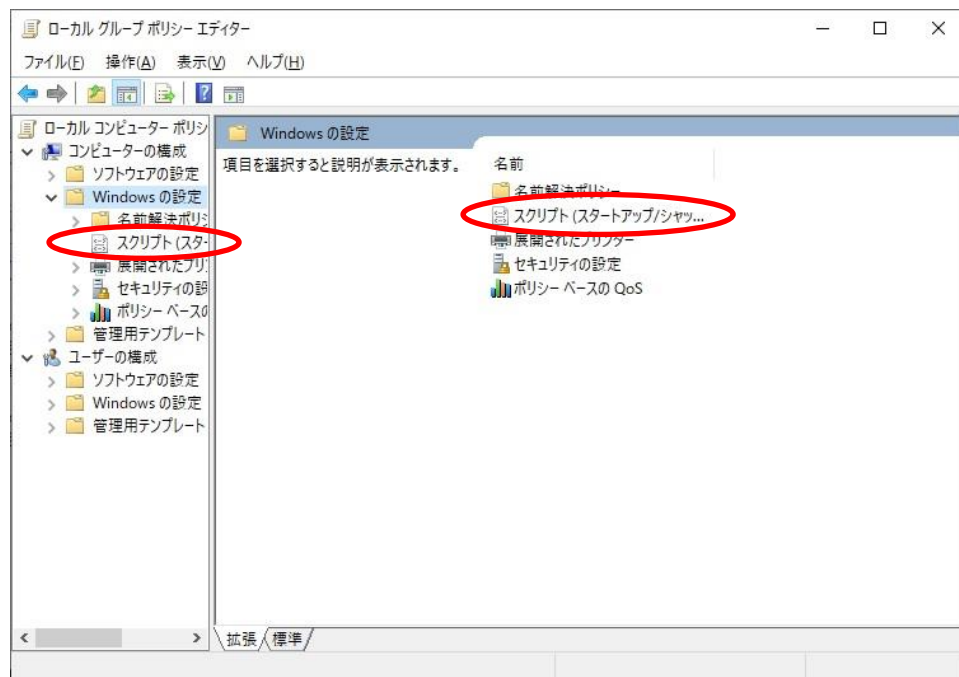 ローカル グループ ポリシー エディター
ファイル(F) 操作(A) 表示(V) ヘルプ(H)
ローカル コンピューター ポリシ
コンピューターの構成
ソフトウェアの設定
Windows の設定
名前解決ポリシ
スクリプト (スター
展開されたプリ
セキュリティの設
ポリシー ベースの
管理用テンプレート
ユーザーの構成
ソフトウェアの設定
Windows の設定
管理用テンプレート
Windows の設定
項目を選択すると説明が表示されます。
名前
名前解決ポリシー
スクリプト (スタートアップ/シャッ...
展開されたプリンター
セキュリティの設定
ポリシー ベースの QoS
拡張 標準